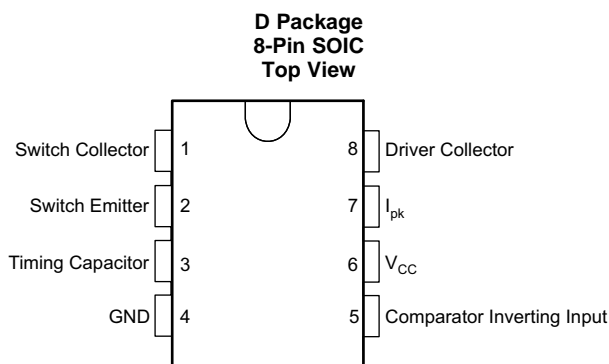 D Package
8-Pin SOIC
Top View
Switch Collector 1 8 Driver Collector
Switch Emitter 2 7 Ipk
Timing Capacitor 3 6 VCC
GND 4 5 Comparator Inverting Input